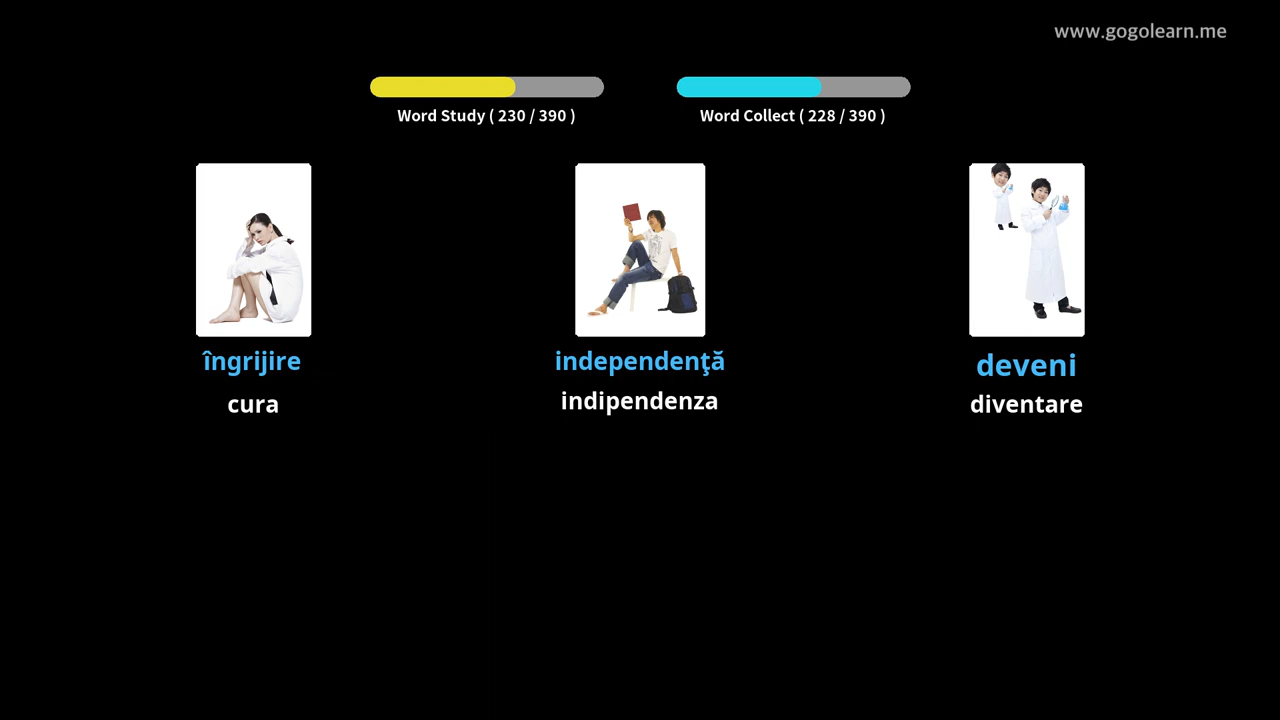 www.gogolearn.me
Word Study ( 230 / 390 )
Word Collect ( 228 / 390 )
îngrijire
independenţă
deveni
cura
indipendenza
diventare